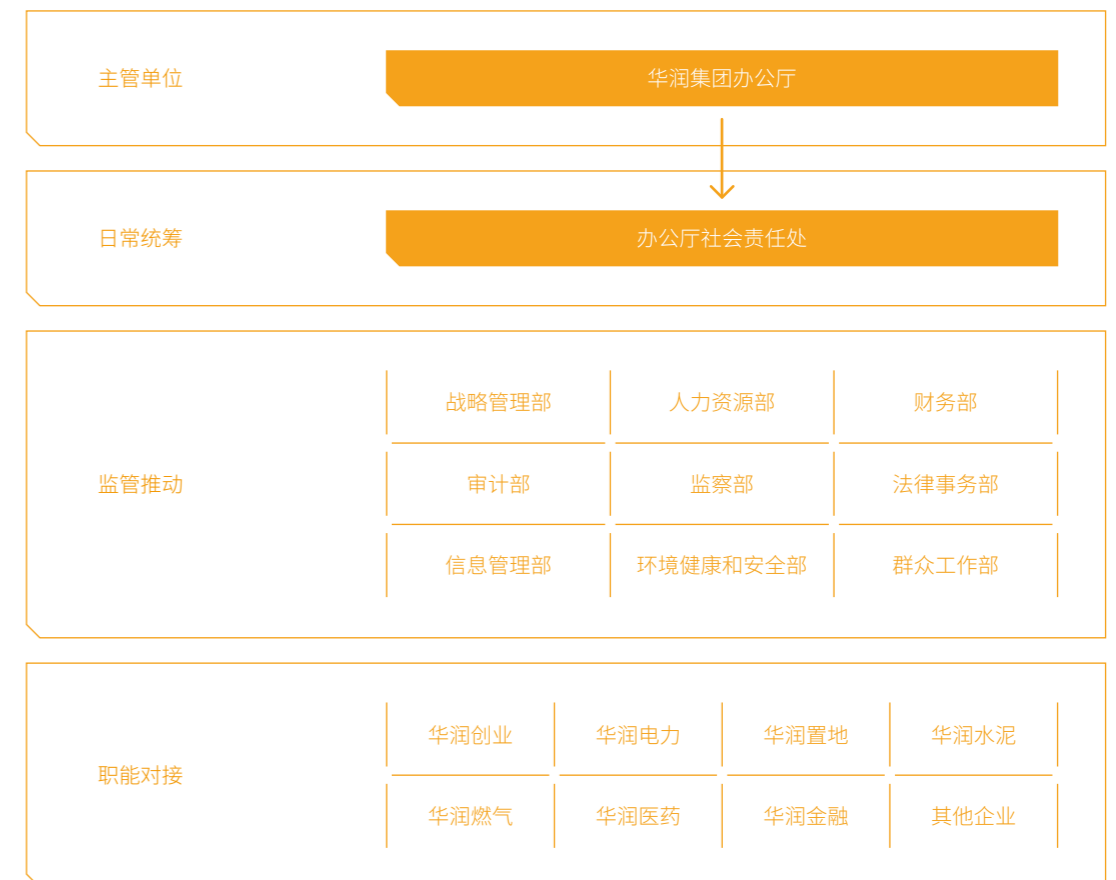 主管单位
华润集团办公厅
日常统筹
办公厅社会责任处
监管推动
战略管理部
人力资源部
财务部
审计部
监察部
法律事务部
信息管理部
环境健康和安全部
群众工作部
职能对接
华润创业
华润电力
华润置地
华润水泥
华润燃气
华润医药
华润金融
其他企业